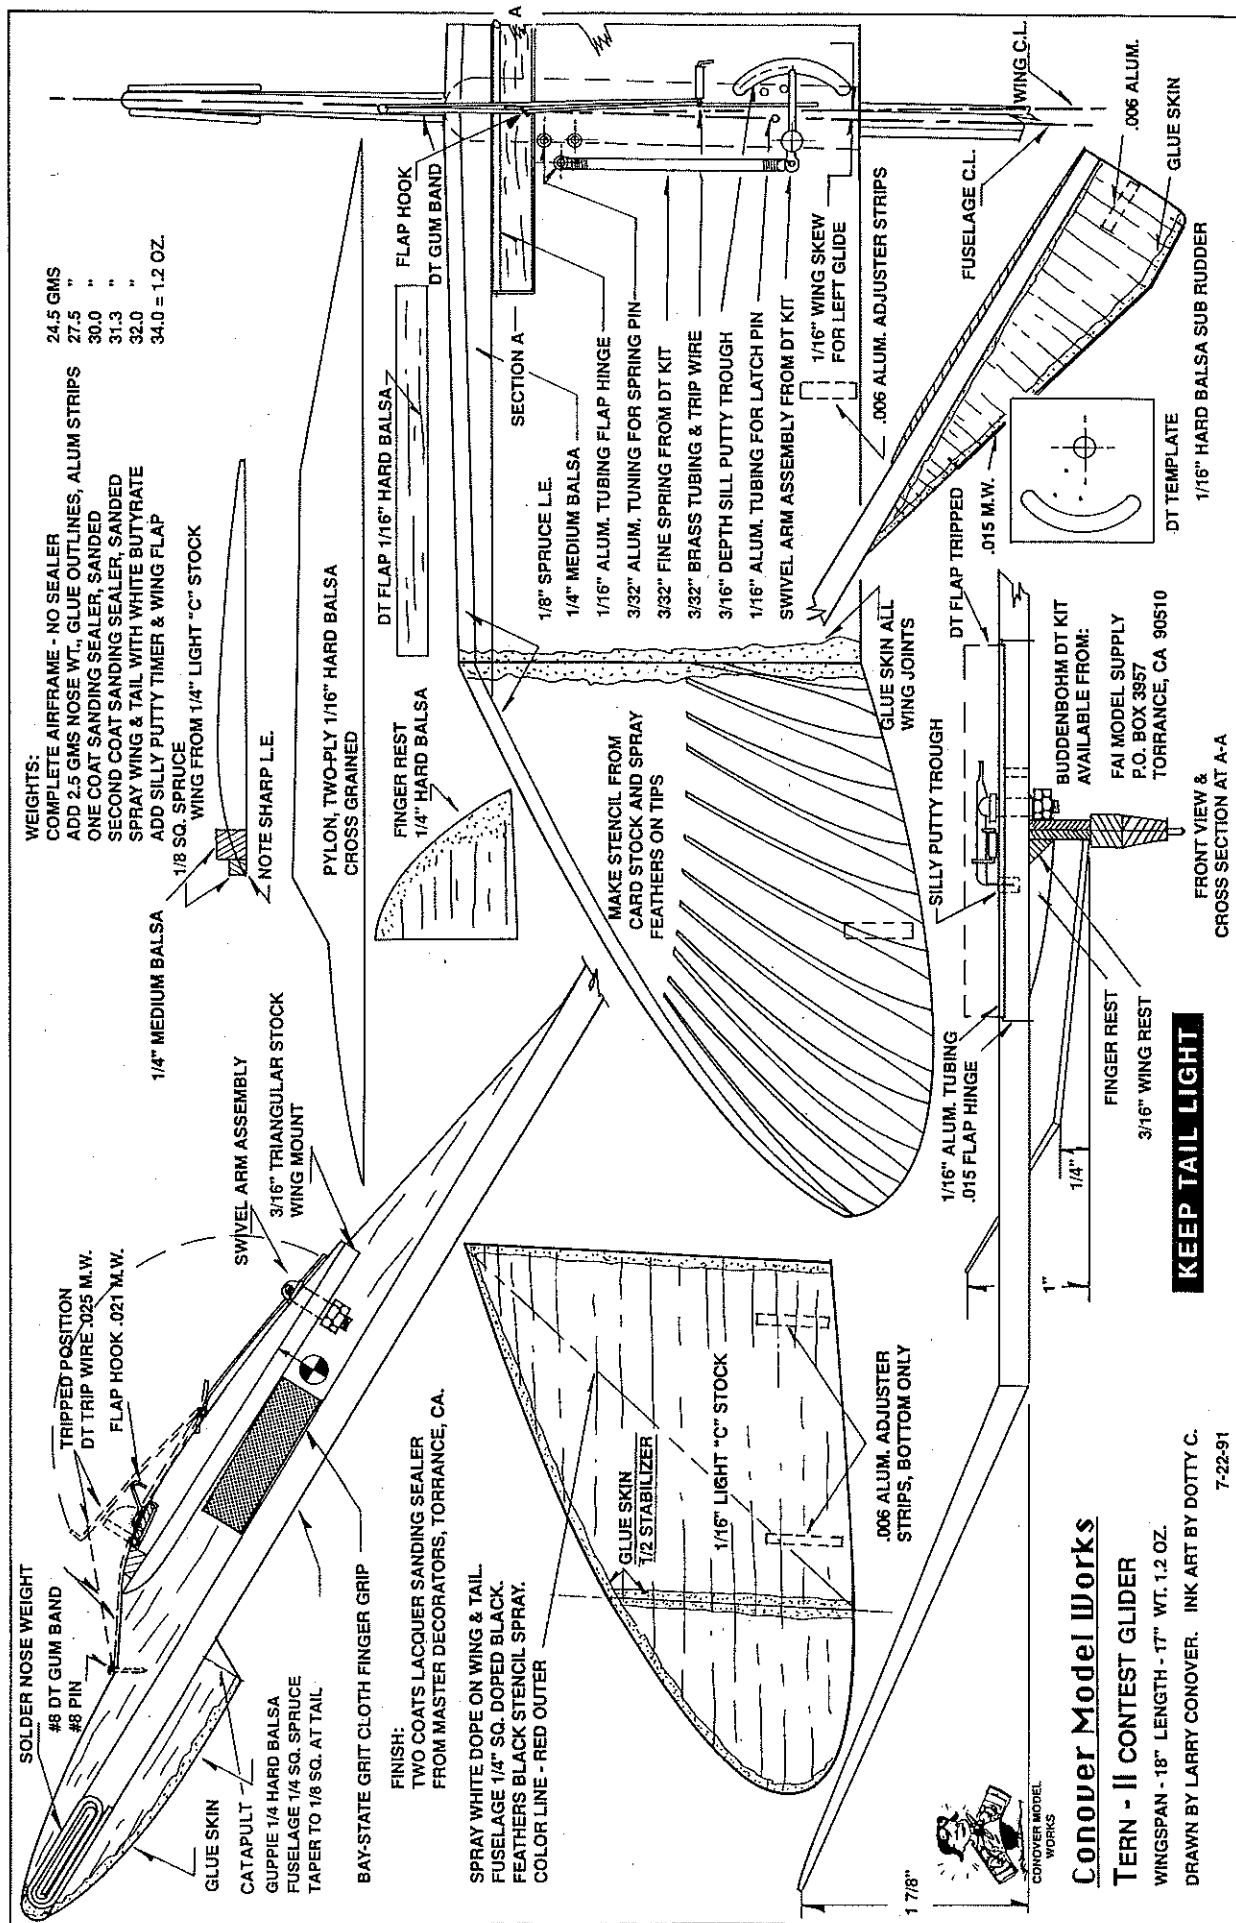 WEIGHTS:
COMPLETE AIRFRAME - NO SEALER 24.5 GMS
ADD 2.5 GMS NOSE WT., GLUE OUTLINES, ALUM STRIPS 27.5 "
ONE COAT SANDING SEALER, SANDED 30.0 "
SECOND COAT SANDING SEALER, SANDED 31.3 "
SPRAY WING & TAIL WITH WHITE BUTYRATE 32.0 "
ADD SILLY PUTTY TIMER & WING FLAP 34.0 = 1.2 OZ.
1/8 SQ. SPRUCE
WING FROM 1/4" LIGHT "C" STOCK
1/4" MEDIUM BALSA
NOTE SHARP L.E.
PYLON, TWO-PLY 1/16" HARD BALSA
CROSS GRAINED
SOLDER NOSE WEIGHT
#8 DT GUM BAND
#8 PIN
TRIPPED POSITION
DT TRIP WIRE .025 M.W.
FLAP HOOK .021 M.W.
SWIVEL ARM ASSEMBLY
3/16" TRIANGULAR STOCK
WING MOUNT
GLUE SKIN
CATAPULT
GUPPIE 1/4 HARD BALSA
FUSELAGE 1/4 SQ. SPRUCE
TAPER TO 1/8 SQ. AT TAIL
BAY-STATE GRIT CLOTH FINGER GRIP
FINISH:
TWO COATS LACQUER SANDING SEALER
FROM MASTER DECORATORS, TORRANCE, CA.
SPRAY WHITE DOPE ON WING & TAIL.
FUSELAGE 1/4" SQ. DOPED BLACK.
FEATHERS BLACK STENCIL SPRAY.
COLOR LINE - RED OUTER
FINGER REST
1/4" HARD BALSA
DT FLAP 1/16" HARD BALSA
A
FLAP HOOK
DT GUM BAND
SECTION A
1/8" SPRUCE L.E.
1/4" MEDIUM BALSA
1/16" ALUM. TUBING FLAP HINGE
3/32" ALUM. TUNING FOR SPRING PIN
3/32" FINE SPRING FROM DT KIT
3/32" BRASS TUBING & TRIP WIRE
3/16" DEPTH SILL PUTTY TROUGH
1/16" ALUM. TUBING FOR LATCH PIN
SWIVEL ARM ASSEMBLY FROM DT KIT
1/16" WING SKEW
FOR LEFT GLIDE
.006 ALUM. ADJUSTER STRIPS
WING C.L.
FUSELAGE C.L.
.006 ALUM.
GLUE SKIN
.015 M.W.
1/16" HARD BALSA SUB RUDDER
DT TEMPLATE
MAKE STENCIL FROM
CARD STOCK AND SPRAY
FEATHERS ON TIPS
GLUE SKIN ALL
WING JOINTS
GLUE SKIN
1/2 STABILIZER
1/16" LIGHT "C" STOCK
.006 ALUM. ADJUSTER
STRIPS, BOTTOM ONLY
SILLY PUTTY TROUGH
DT FLAP TRIPPED
1/16" ALUM. TUBING
.015 FLAP HINGE
FINGER REST
3/16" WING REST
1/4"
1"
1 7/8"
BUDDENBOHM DT KIT
AVAILABLE FROM:
FAI MODEL SUPPLY
P.O. BOX 3957
TORRANCE, CA 90510
FRONT VIEW &
CROSS SECTION AT A-A
KEEP TAIL LIGHT
CONOVER MODEL
WORKS
Conover Model Works
TERN - II CONTEST GLIDER
WINGSPAN - 18" LENGTH - 17" WT. 1.2 OZ.
DRAWN BY LARRY CONOVER. INK ART BY DOTTY C.
7-22-91